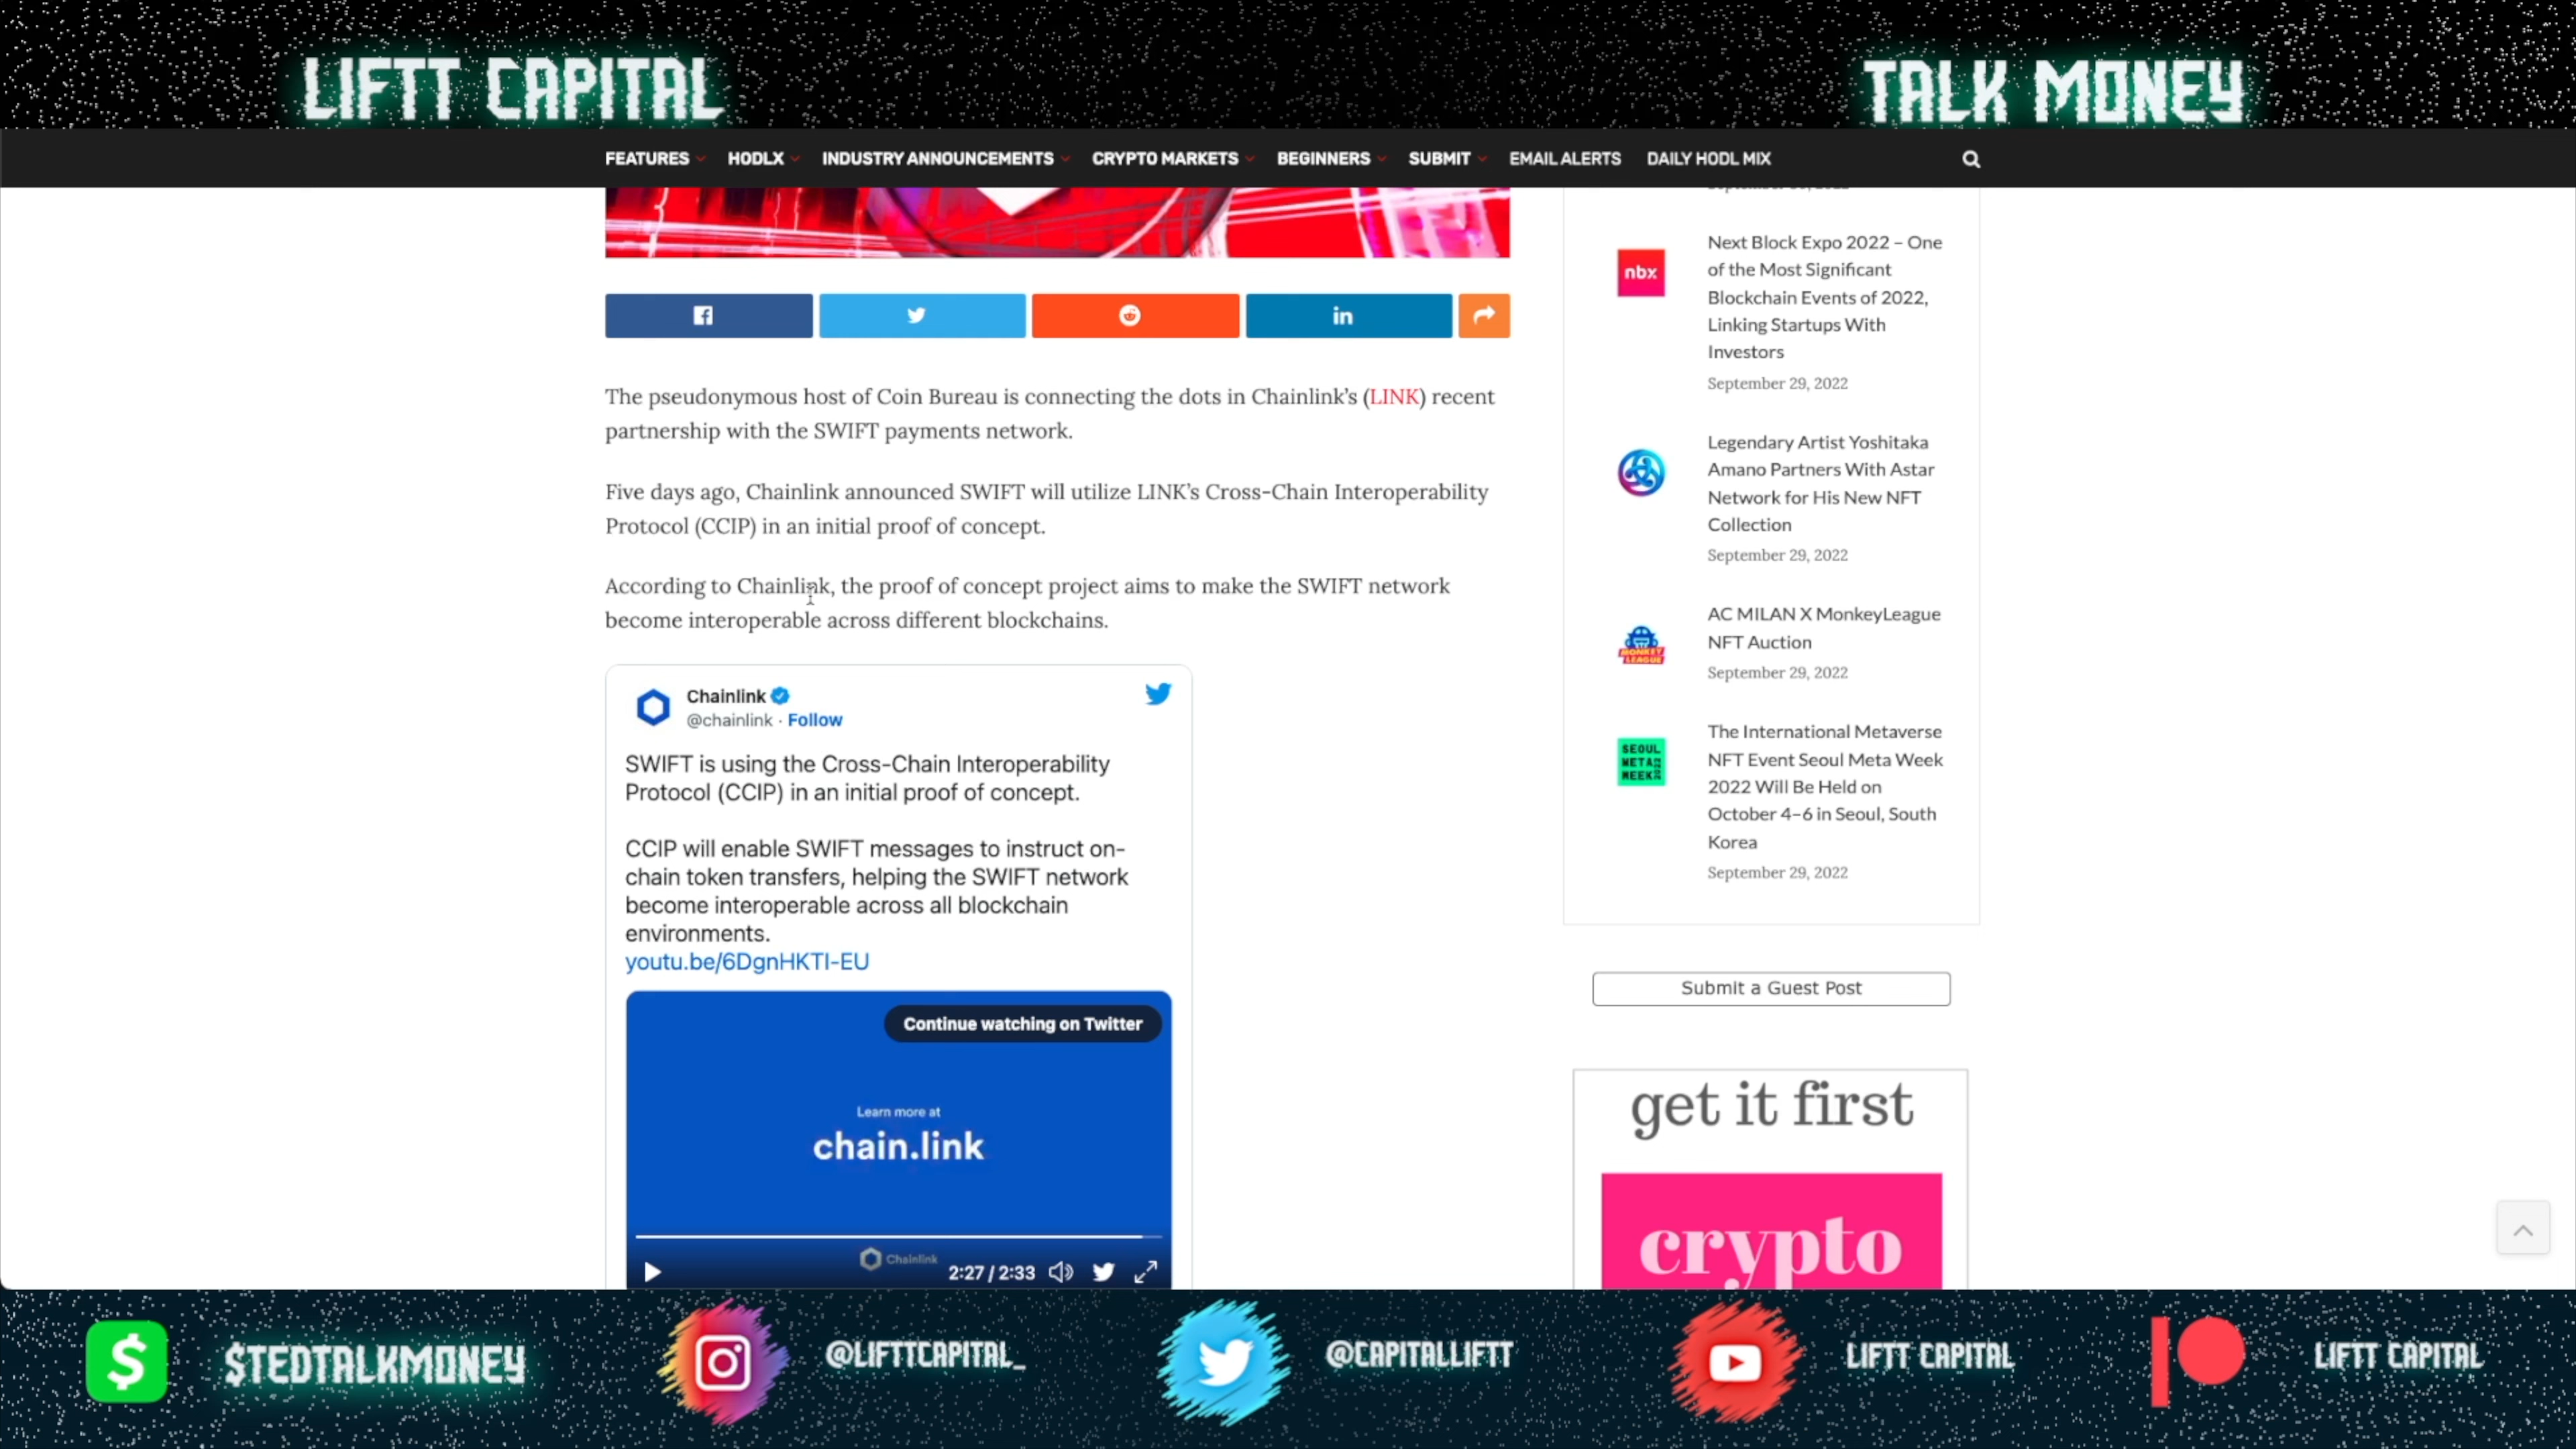 LIFTT CAPITAL
TALK MONEY
FEATURES HODLX INDUSTRY ANNOUNCEMENTS CRYPTO MARKETS BEGINNERS SUBMIT EMAIL ALERTS DAILY HODL MIX
The pseudonymous host of Coin Bureau is connecting the dots in Chainlink’s (LINK) recent
partnership with the SWIFT payments network.
Five days ago, Chainlink announced SWIFT will utilize LINK’s Cross-Chain Interoperability
Protocol (CCIP) in an initial proof of concept.
According to Chainlink, the proof of concept project aims to make the SWIFT network
become interoperable across different blockchains.
Chainlink
@chainlink · Follow
SWIFT is using the Cross-Chain Interoperability
Protocol (CCIP) in an initial proof of concept.
CCIP will enable SWIFT messages to instruct on-
chain token transfers, helping the SWIFT network
become interoperable across all blockchain
environments.
youtu.be/6DgnHKTI-EU
Continue watching on Twitter
Learn more at
chain.link
Chainlink
2:27 / 2:33
nbx
Next Block Expo 2022 – One
of the Most Significant
Blockchain Events of 2022,
Linking Startups With
Investors
September 29, 2022
Legendary Artist Yoshitaka
Amano Partners With Astar
Network for His New NFT
Collection
September 29, 2022
MONKEY
LEAGUE
AC MILAN X MonkeyLeague
NFT Auction
September 29, 2022
SEOUL
META
WEEK
The International Metaverse
NFT Event Seoul Meta Week
2022 Will Be Held on
October 4–6 in Seoul, South
Korea
September 29, 2022
Submit a Guest Post
get it first
crypto
$TEDTALKMONEY
@LIFTTCAPITAL_
@CAPITALLIFTT
LIFTT CAPITAL
LIFTT CAPITAL